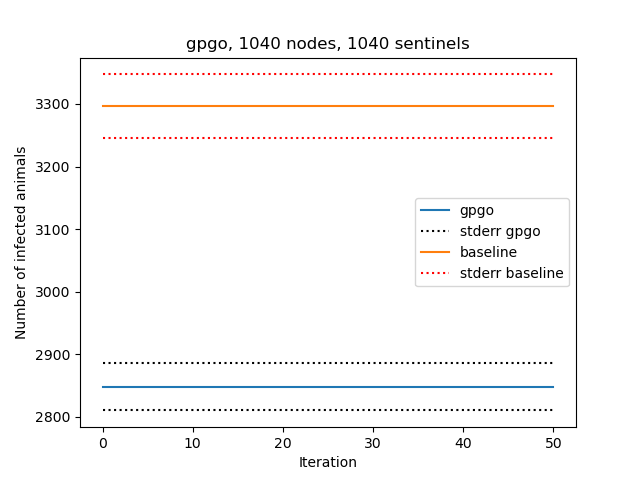 gpgo, 1040 nodes, 1040 sentinels
3300
3200
3100
3000
2900
2800
Number of infected animals
gpgo
stderr gpgo
baseline
stderr baseline
0 10 20 30 40 50
Iteration